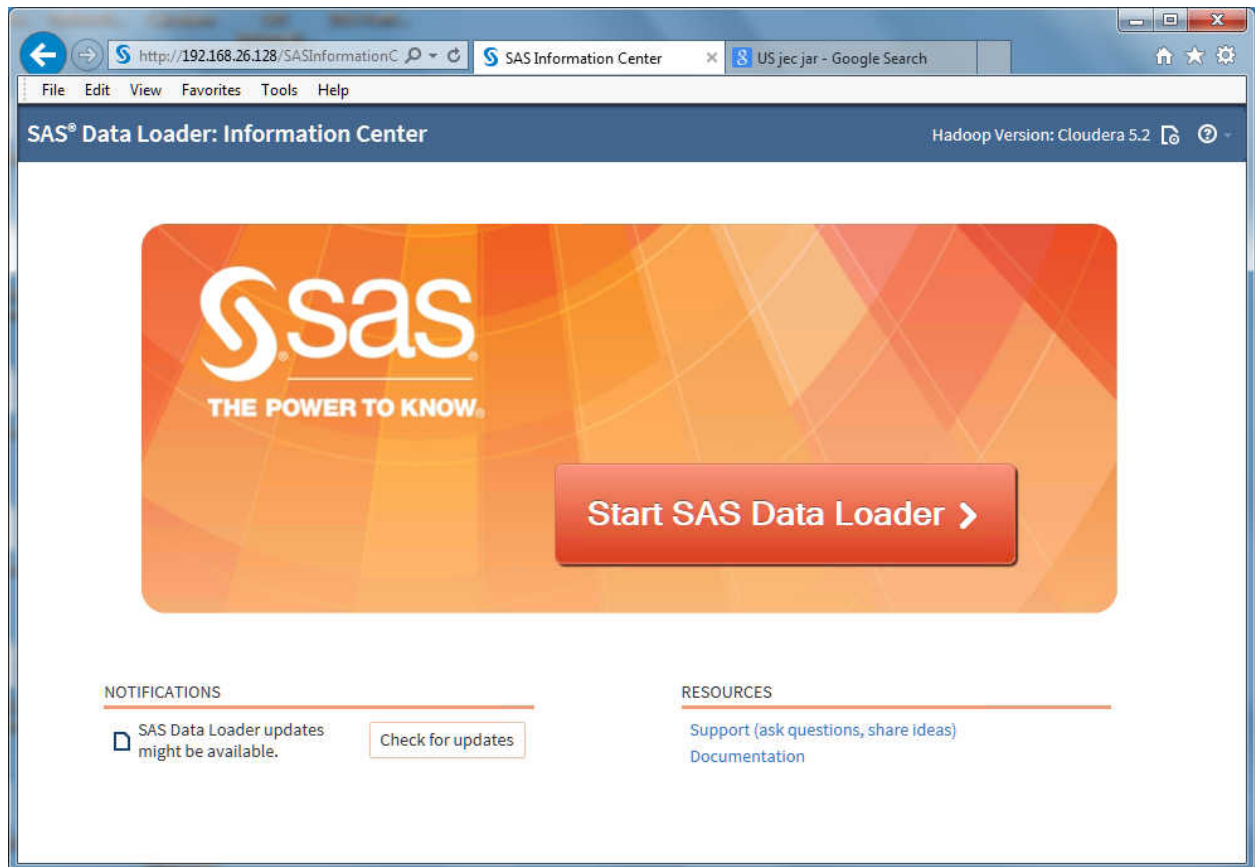 http://192.168.26.128/SASInformationC
SAS Information Center
US jec jar - Google Search
File Edit View Favorites Tools Help
SAS® Data Loader: Information Center
Hadoop Version: Cloudera 5.2
sas
THE POWER TO KNOW®
Start SAS Data Loader
NOTIFICATIONS
SAS Data Loader updates
might be available.
Check for updates
RESOURCES
Support (ask questions, share ideas)
Documentation